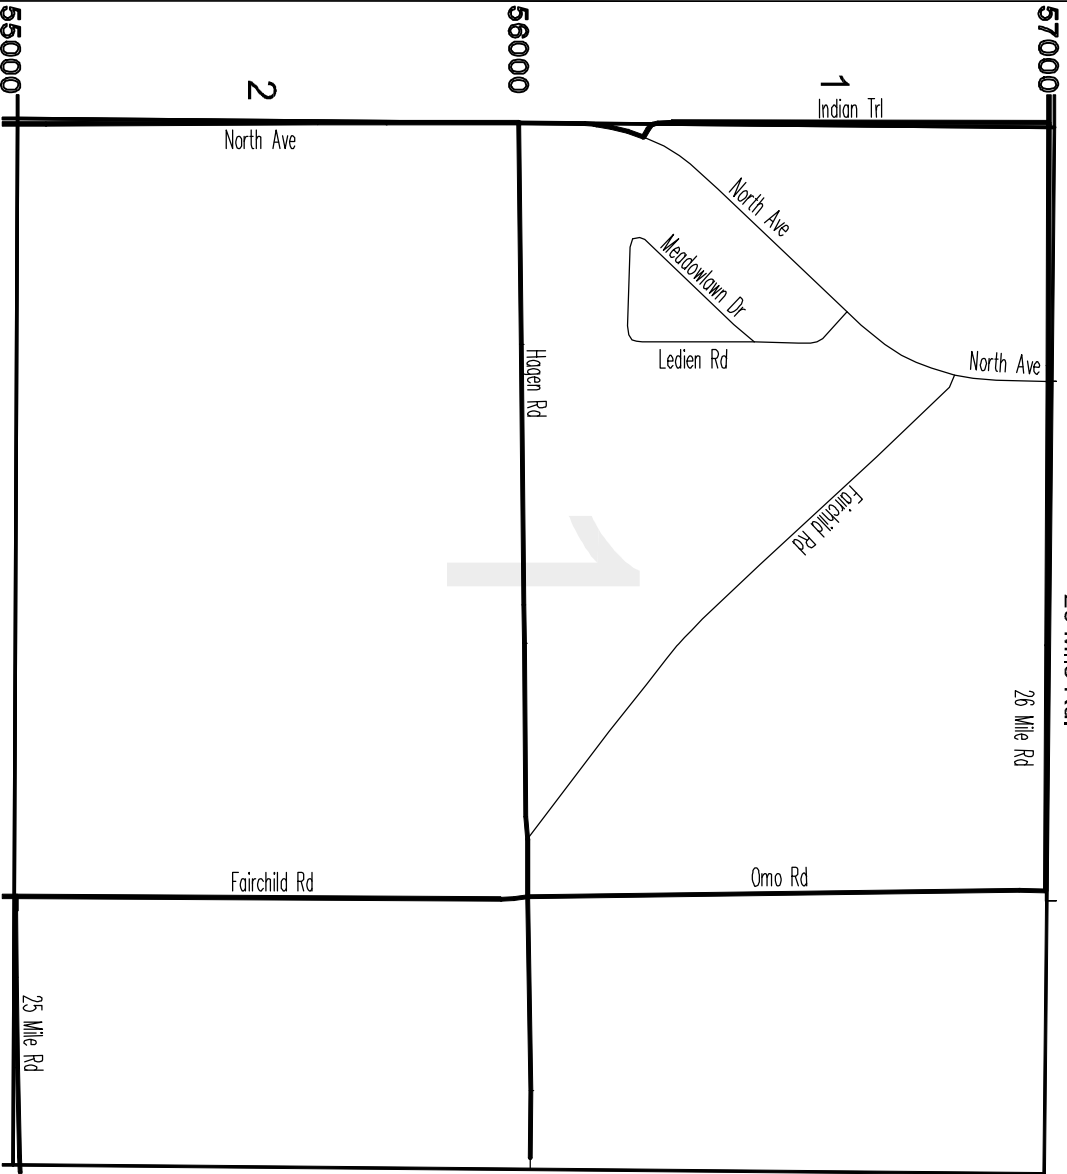 55000
56000
57000
2
1
Indian Trl
North Ave
North Ave
Meadowlawn Dr
Ledien Rd
North Ave
Hagen Rd
Fairchild Rd
1
26 Mile Rd
Fairchild Rd
Omo Rd
25 Mile Rd